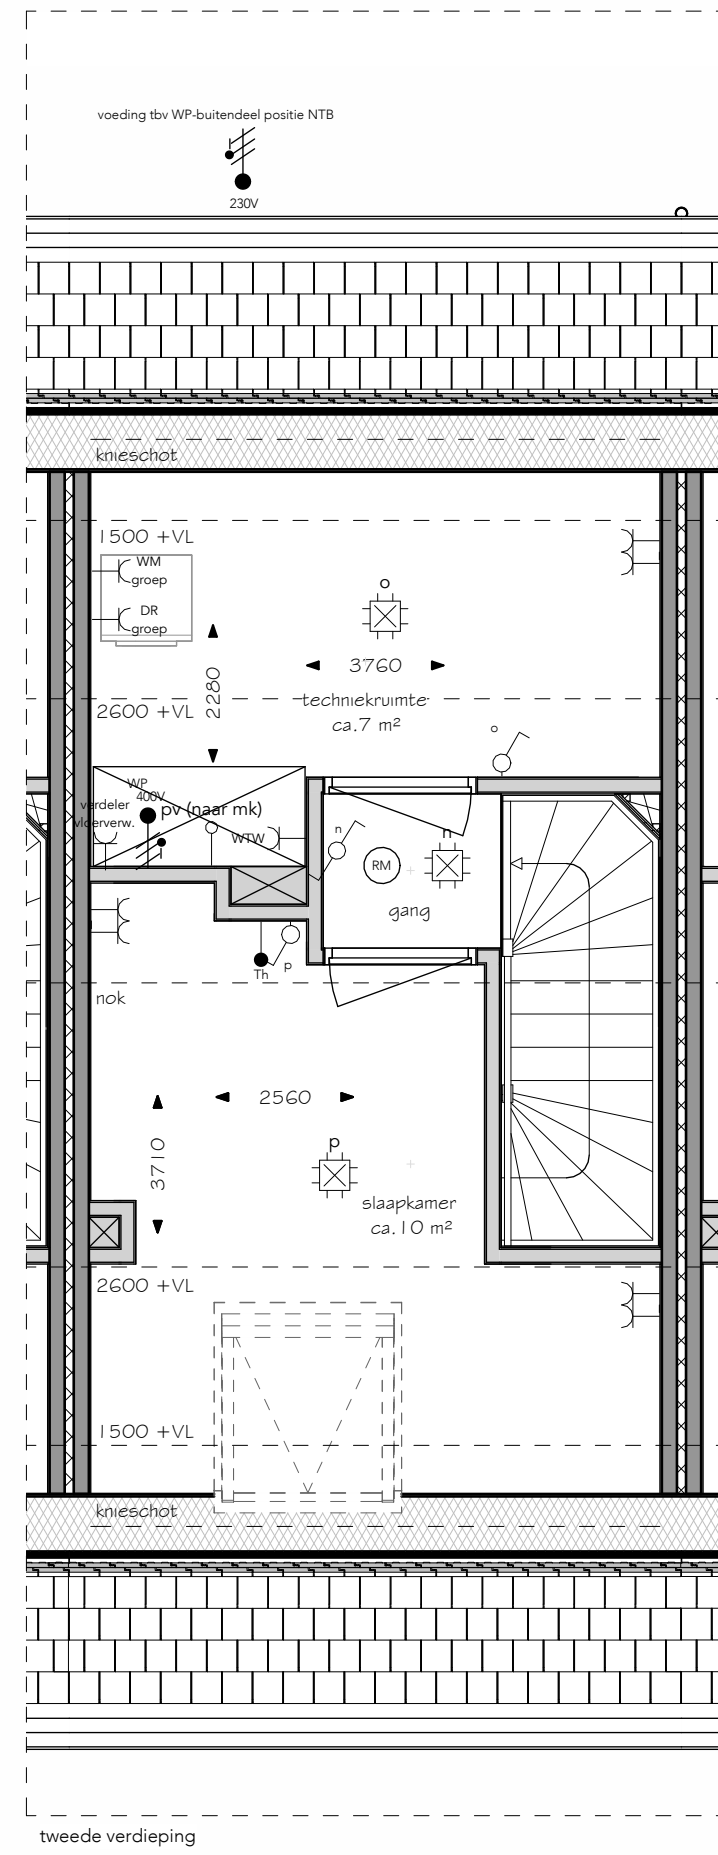 voeding tbv WP-buitendeel positie NTB
230V
knieschot
1500 +VL
WM
groep
DR
groep
o
3760
2280
techniekruimte
ca.7 m²
2600 +VL
o
WP
400V
verdeler
vloerverw.
pv (naar mk)
WTW
n
n
RM
gang
Th
p
nok
2560
3710
p
slaapkamer
ca.10 m²
2600 +VL
1500 +VL
knieschot
tweede verdieping